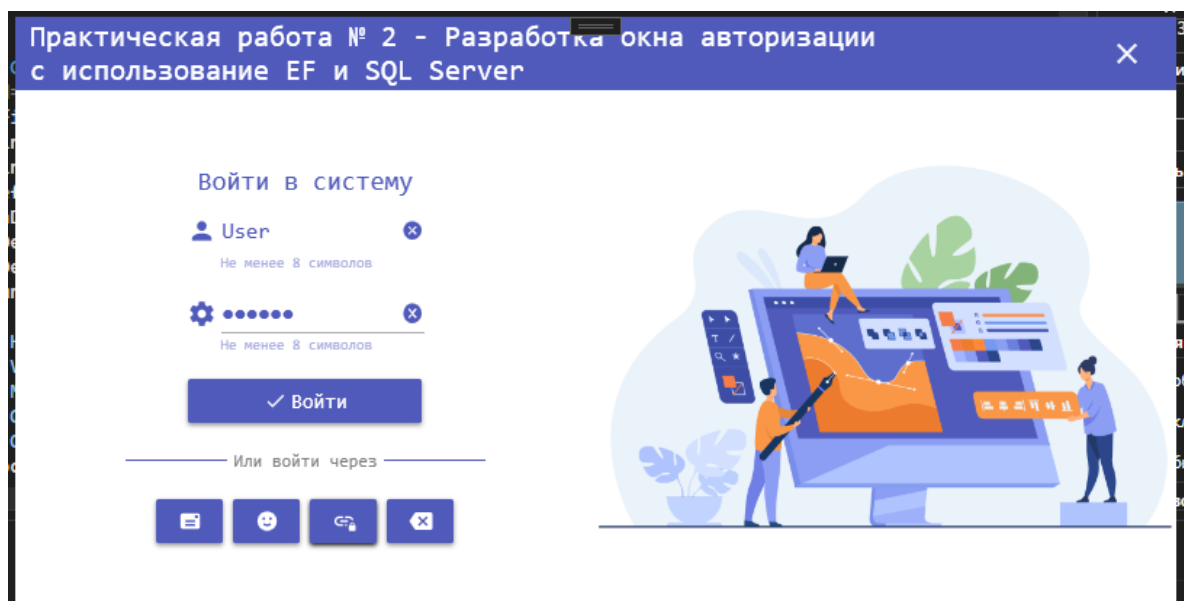 Практическая работа № 2 - Разработка окна авторизации
с использование EF и SQL Server
Войти в систему
User
Не менее 8 символов
Не менее 8 символов
Войти
Или войти через